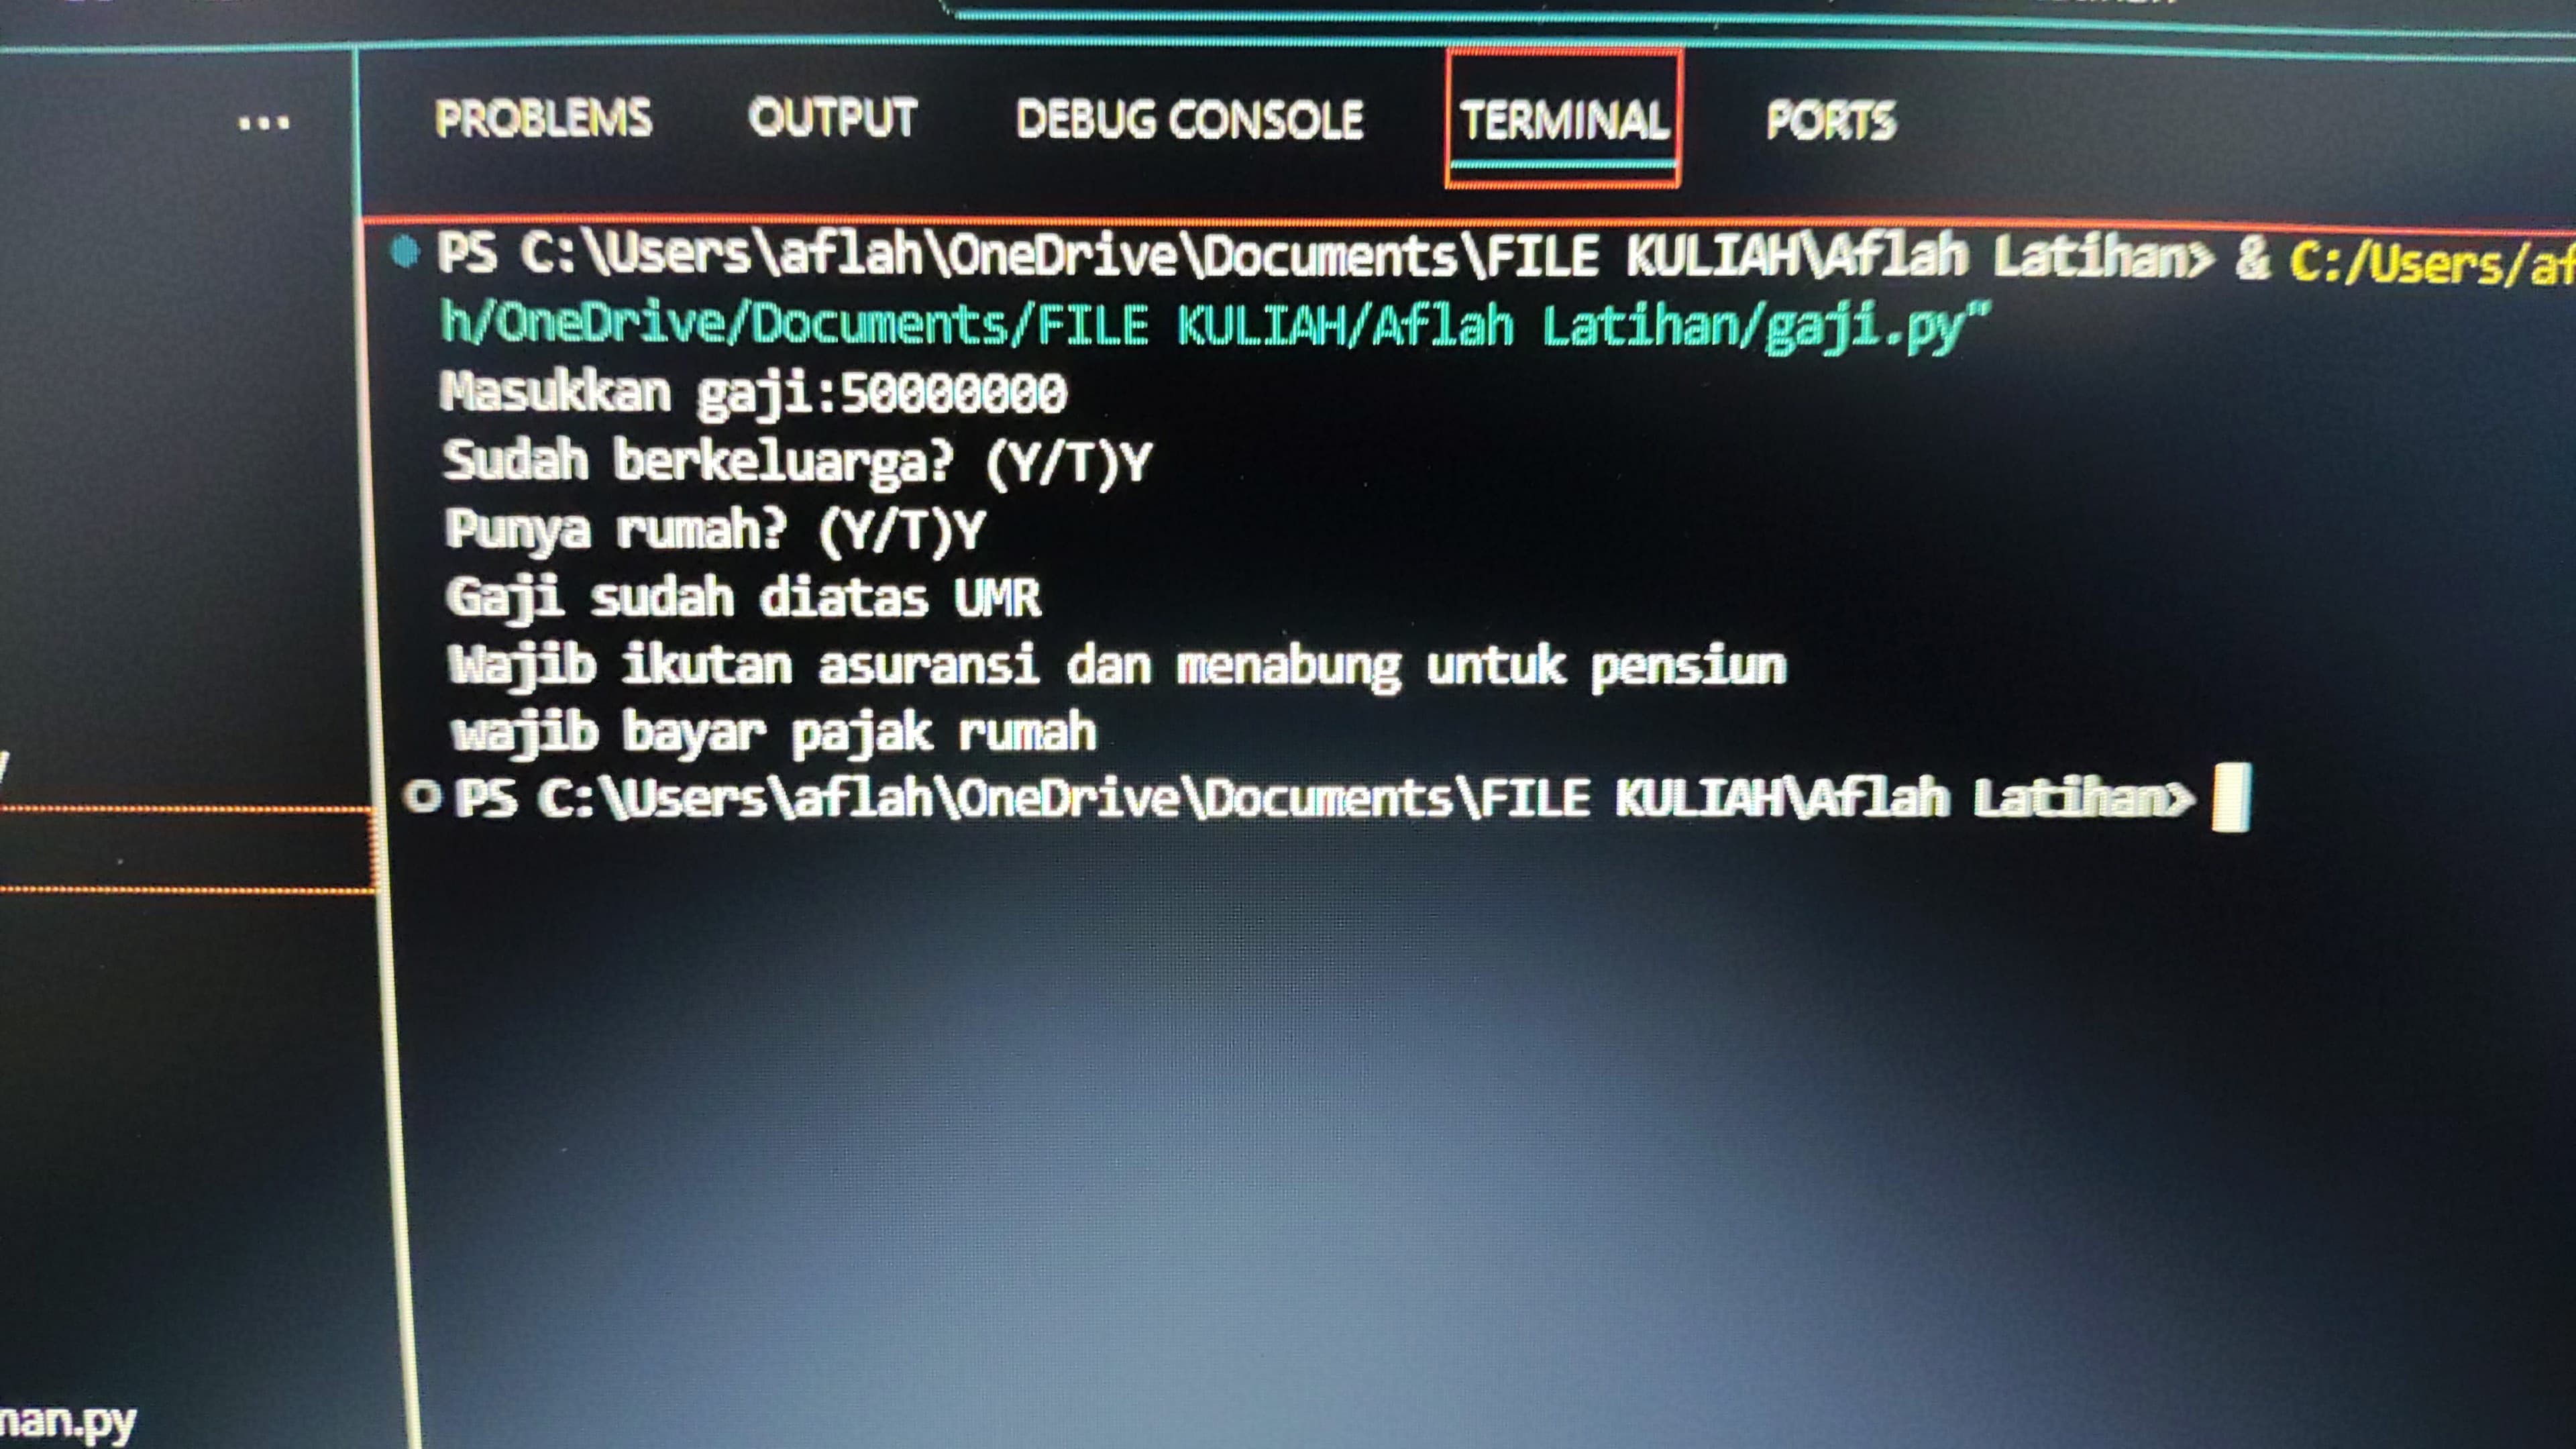 PROBLEMS OUTPUT DEBUG CONSOLE TERMINAL PORTS
PS C:\Users\aflah\OneDrive\Documents\FILE KULIAH\Aflah Latihan> & C:/Users/af
h/OneDrive/Documents/FILE KULIAH/Aflah Latihan/gaji.py"
Masukkan gaji:50000000
Sudah berkeluarga? (Y/T)Y
Punya rumah? (Y/T)Y
Gaji sudah diatas UMR
Wajib ikutan asuransi dan menabung untuk pensiun
wajib bayar pajak rumah
PS C:\Users\aflah\OneDrive\Documents\FILE KULIAH\Aflah Latihan>
man.py